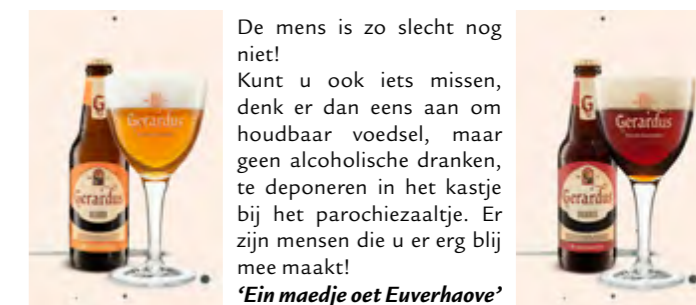 De mens is zo slecht nog
niet!
Kunt u ook iets missen,
denk er dan eens aan om
houdbaar voedsel, maar
geen alcoholische dranken,
te deponeren in het kastje
bij het parochiezaaltje. Er
zijn mensen die u er erg blij
mee maakt!
‘Ein maedje oet Euverhaove’
G
Gerardus
Gerardus
G
Gerardus
Gerardus